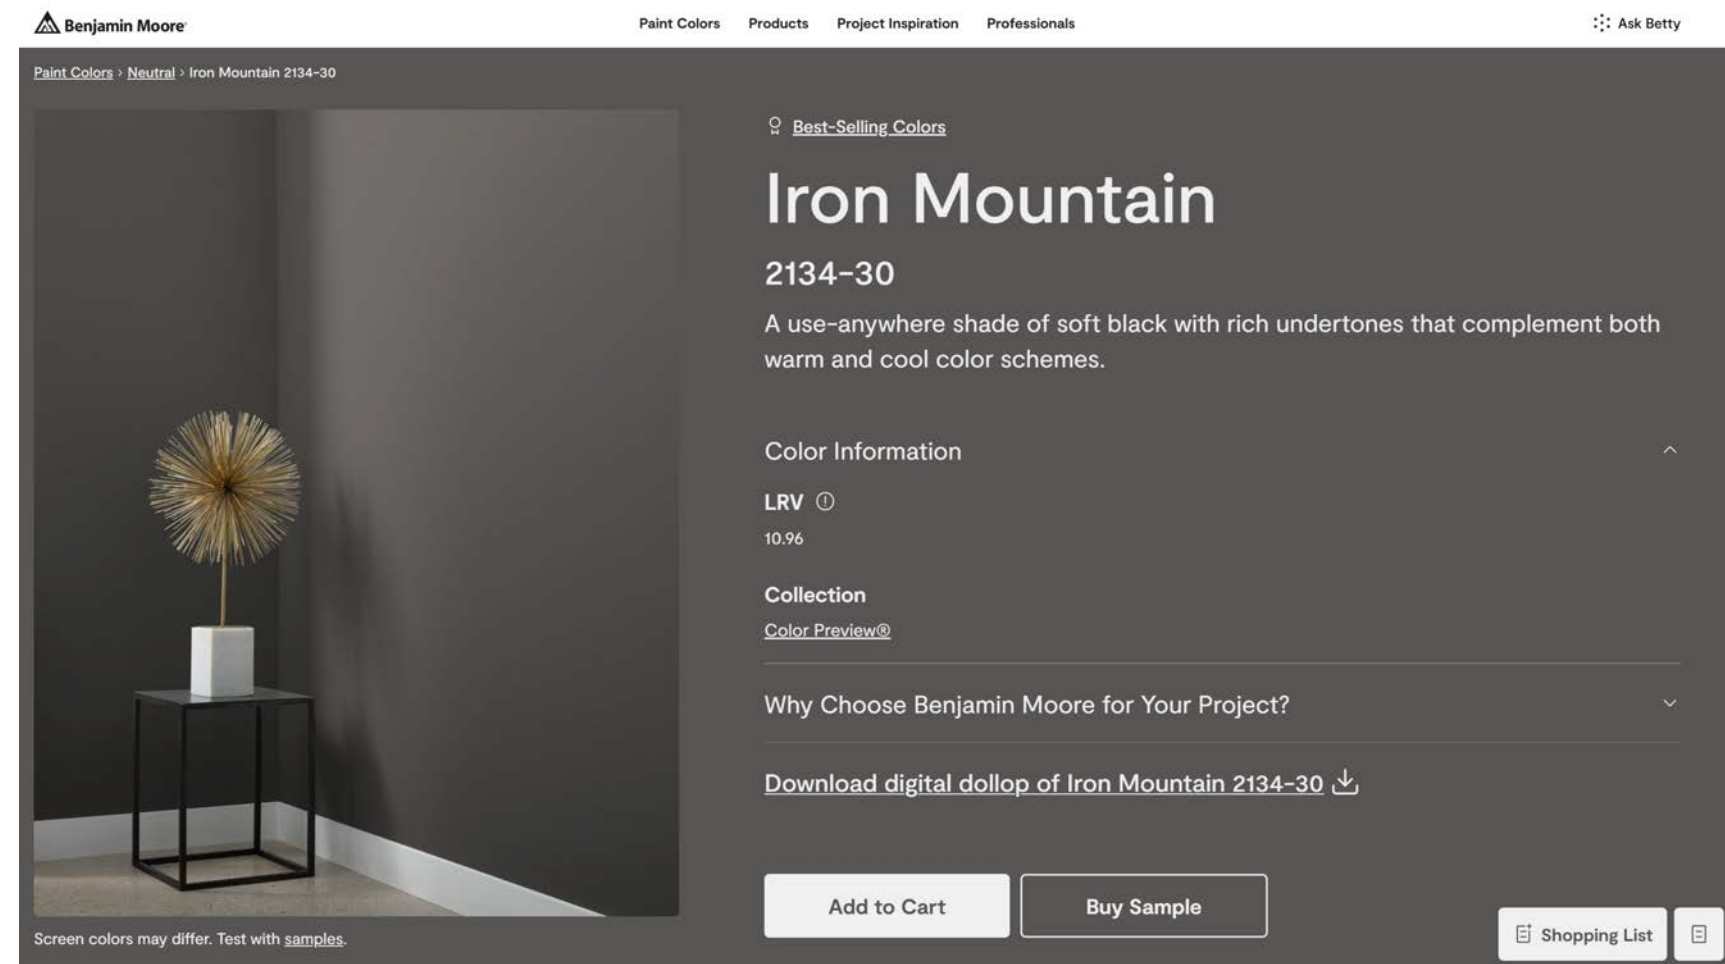 Benjamin Moore
Paint Colors Products Project Inspiration Professionals
Ask Betty
Paint Colors › Neutral › Iron Mountain 2134-30
Best-Selling Colors
Iron Mountain
2134-30
A use-anywhere shade of soft black with rich undertones that complement both
warm and cool color schemes.
Color Information
LRV
10.96
Collection
Color Preview®
Why Choose Benjamin Moore for Your Project?
Download digital dollop of Iron Mountain 2134-30
Add to Cart
Buy Sample
Screen colors may differ. Test with samples.
Shopping List